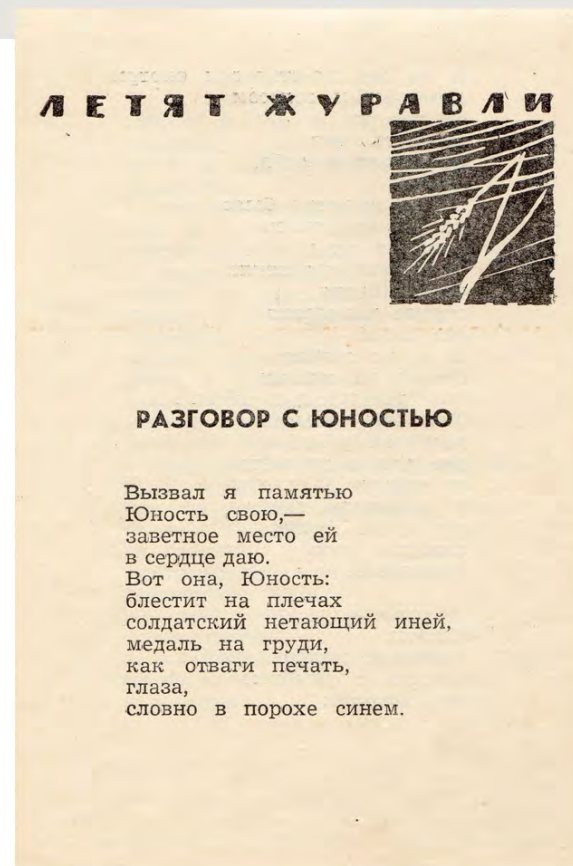 ЛЕТЯТ ЖУРАВЛИ
РАЗГОВОР С ЮНОСТЬЮ
Вызвал я памятью
Юность свою,—
заветное место ей
в сердце даю.
Вот она, Юность:
блестит на плечах
солдатский нетающий иней,
медаль на груди,
как отваги печать,
глаза,
словно в порохе синем.